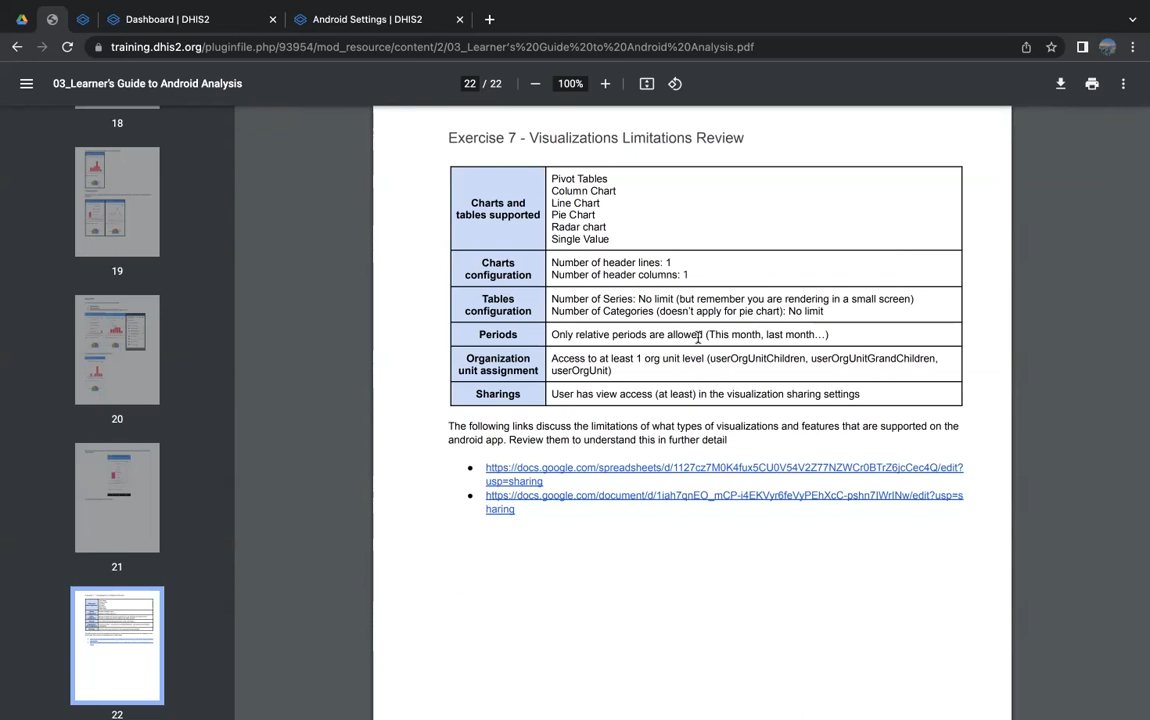 Dashboard | DHIS2
Android Settings | DHIS2
training.dhis2.org/pluginfile.php/93954/mod_resource/content/2/03_Learner's%20Guide%20to%20Android%20Analysis.pdf
03_Learner's Guide to Android Analysis
22 / 22
100%
18
19
20
21
22
Exercise 7 - Visualizations Limitations Review
Charts and
tables supported
Pivot Tables
Column Chart
Line Chart
Pie Chart
Radar chart
Single Value
Charts
configuration
Number of header lines: 1
Number of header columns: 1
Tables
configuration
Number of Series: No limit (but remember you are rendering in a small screen)
Number of Categories (doesn't apply for pie chart): No limit
Periods
Only relative periods are allowed (This month, last month…)
Organization
unit assignment
Access to at least 1 org unit level (userOrgUnitChildren, userOrgUnitGrandChildren,
userOrgUnit)
Sharings
User has view access (at least) in the visualization sharing settings
The following links discuss the limitations of what types of visualizations and features that are supported on the
android app. Review them to understand this in further detail
https://docs.google.com/spreadsheets/d/1127cz7M0K4fux5CU0V54V2Z77NZWCr0BTrZ6jcCec4Q/edit?
usp=sharing
https://docs.google.com/document/d/1iah7qnEO_mCP-i4EKVyr6feVyPEhXcC-pshn7IWrINw/edit?usp=s
haring